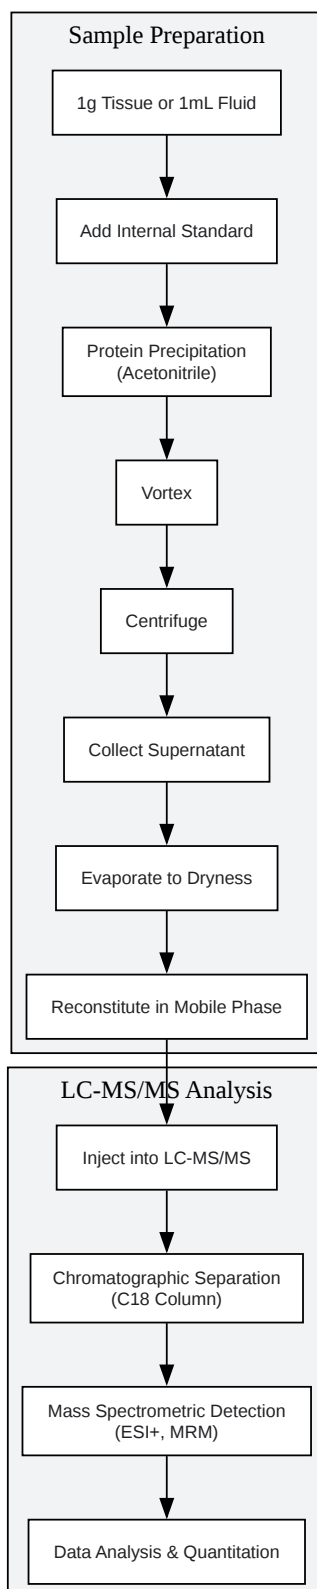 Sample Preparation
1g Tissue or 1mL Fluid
Add Internal Standard
Protein Precipitation
(Acetonitrile)
Vortex
Centrifuge
Collect Supernatant
Evaporate to Dryness
Reconstitute in Mobile Phase
LC-MS/MS Analysis
Inject into LC-MS/MS
Chromatographic Separation
(C18 Column)
Mass Spectrometric Detection
(ESI+, MRM)
Data Analysis & Quantitation